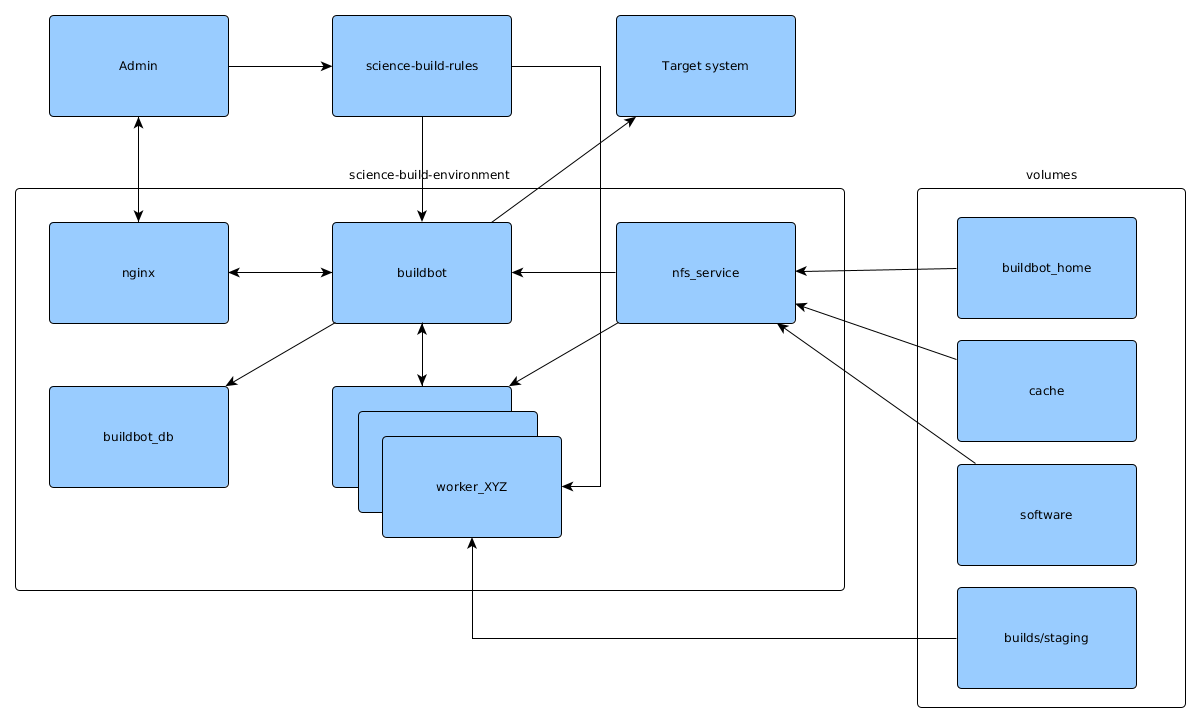 Admin
science-build-rules
Target system
science-build-environment
volumes
nginx
buildbot
nfs_service
buildbot_home
cache
buildbot_db
worker_XYZ
software
builds/staging